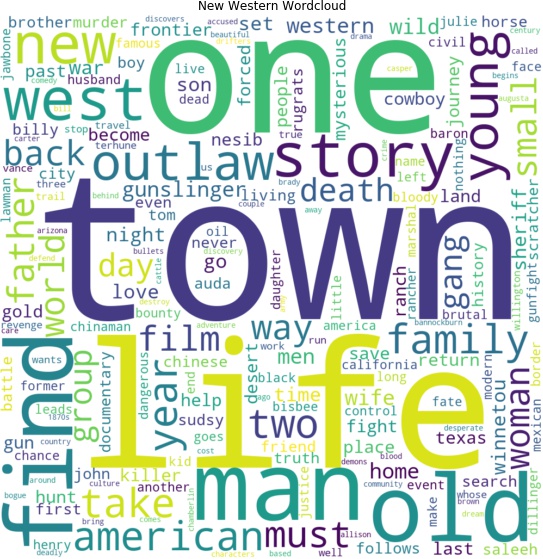 New Western Wordcloud
brother murder discovers accused beautiful drifters drama famous frontier set western wild julie horse
jawbone new one civil called face begins
past war boy forced people rugrats mysterious journey young small
west husband son live dead comedy cowboy casper augusta
billy stop travel become nesib true baron nothing
back carter terhune outlaw us story name left
vance city three gunslinger living death bloody land sheriff scratcher
lawman trail even brady couple marshal
father arizona night tom never oil behind away crime history gunfight
world defend day go discovery bullets cattle town daughter little ranch rancher gang willington
gold love auda destroy andy brutal bannockburn
revenge care chinaman bounty adventure america
find film work run way family
battle wants group documentary year dangerous chinese desert men save return border
former leads 1870s life end black ago california long modern mexican
gun country help time wife control fate winnetou woman
chance sudsy two bisbee fight texas desperate
goes cost friend truth place
john killer kid man demons home blood event search dillinger
hunt around another community whose brown
bogue culture take justice old make dream
first bring comes chamberlin
henry will american must allison last saleeh
deadly characters based well follows